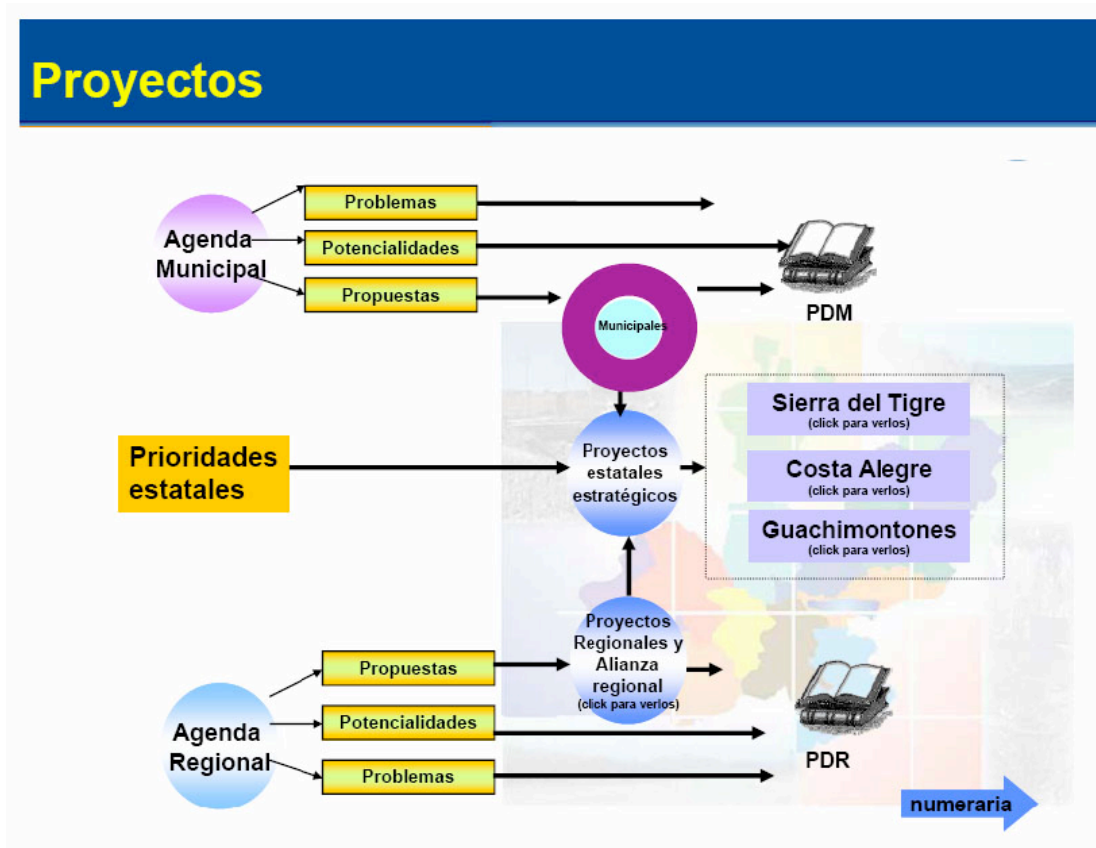 Proyectos
Agenda
Municipal
Problemas
Potencialidades
Propuestas
Municipales
PDM
Prioridades
estatales
Proyectos
estatales
estratégicos
Sierra del Tigre
(click para verlos)
Costa Alegre
(click para verlos)
Guachimontones
(click para verlos)
Proyectos
Regionales y
Alianza
regional
(click para verlos)
Agenda
Regional
Propuestas
Potencialidades
Problemas
PDR
numeraria